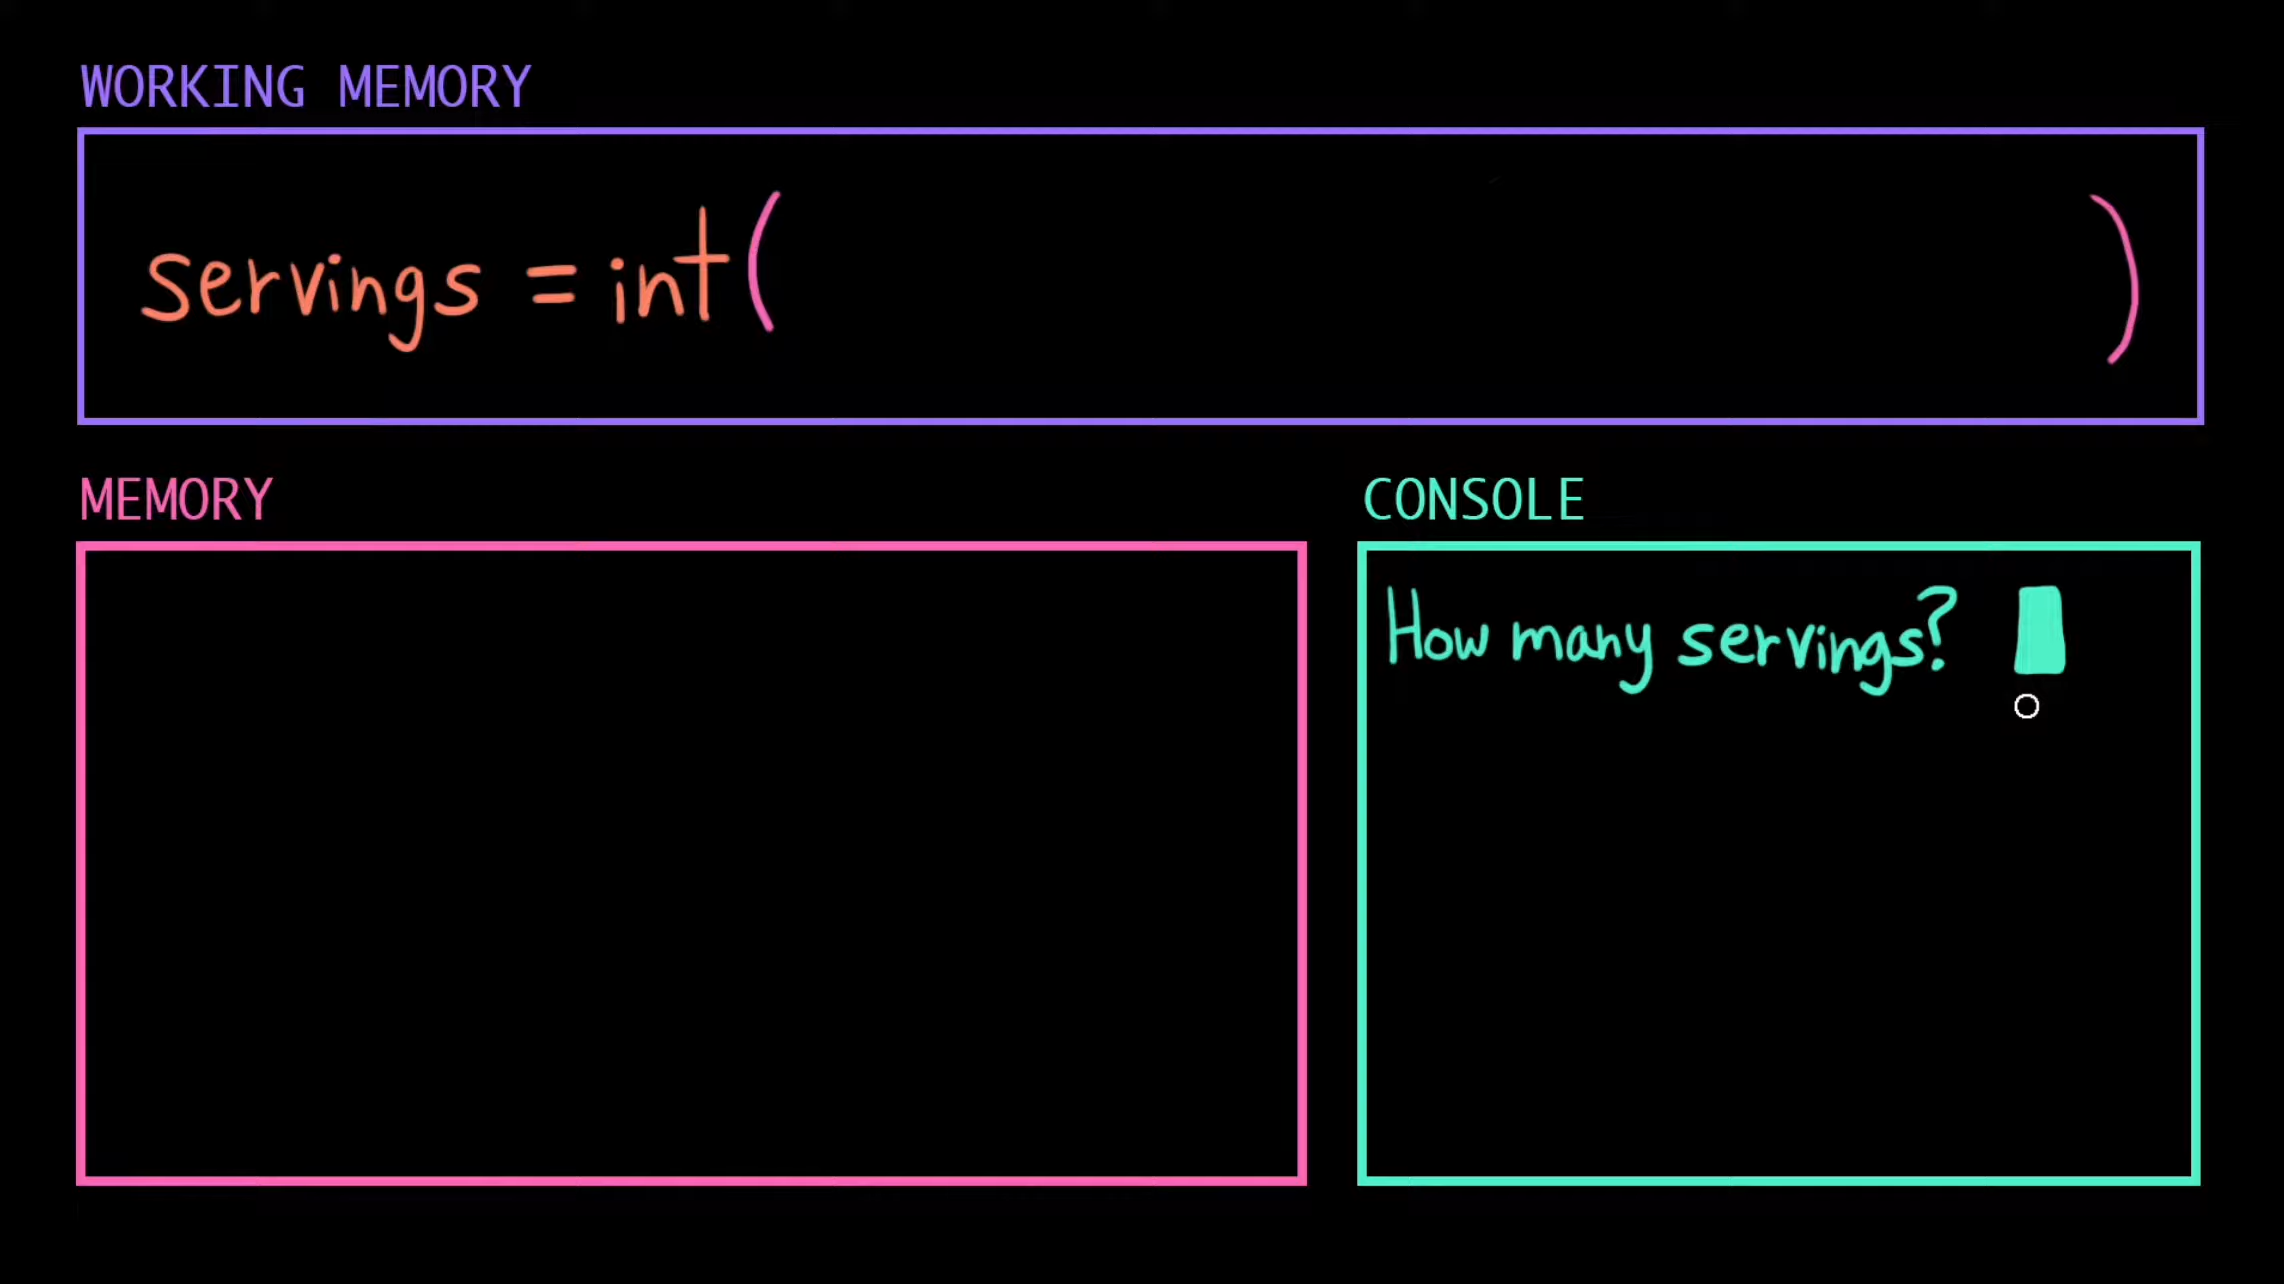 WORKING MEMORY
servings = int( )
MEMORY
CONSOLE
How many servings?